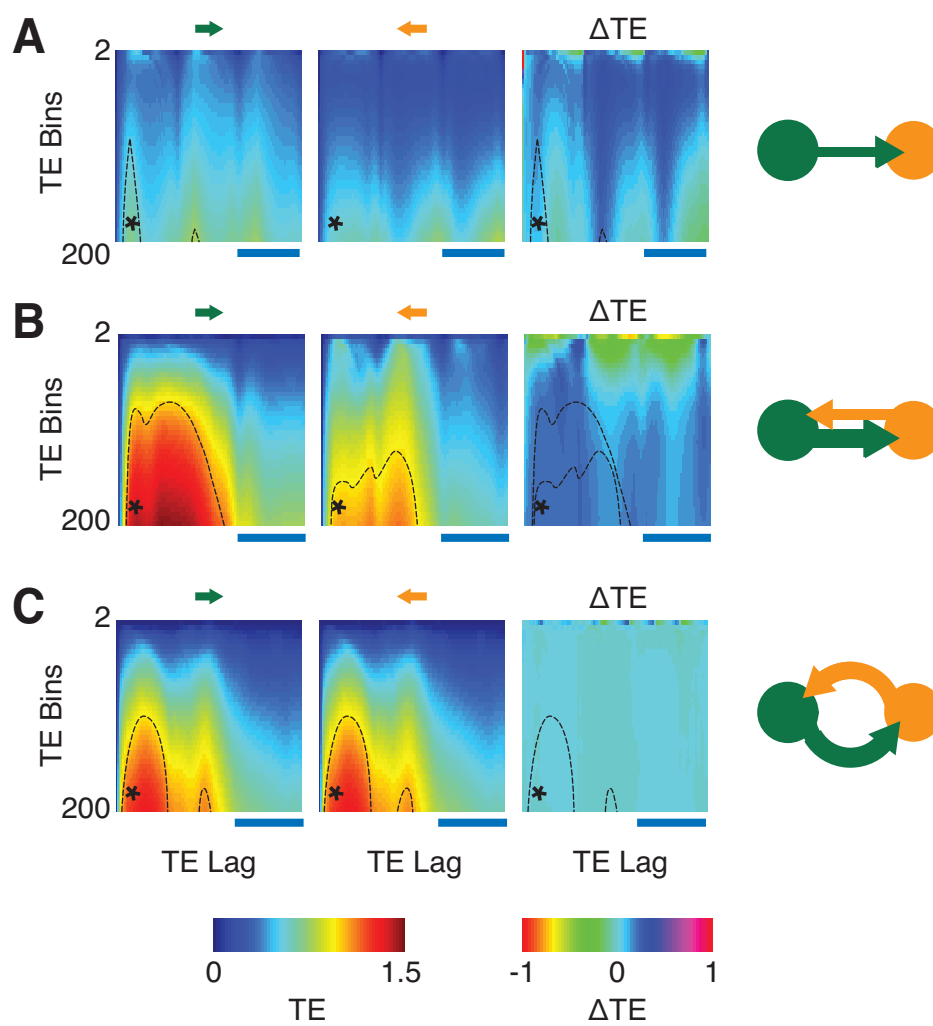 A
ΔTE
2
TE Bins
200
B
ΔTE
2
TE Bins
200
C
ΔTE
2
TE Bins
200
TE Lag TE Lag TE Lag
0 1.5 -1 0 1
TE ΔTE